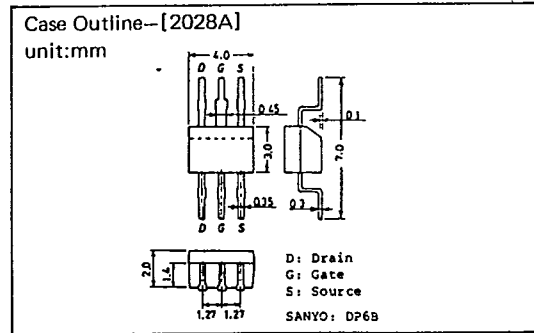 Case Outline-[2028A]
unit:mm
4.0
D G S
0.45
0.1
3.0
7.0
0.35
0.3
D G S
2.0
1.4
1.27 1.27
D: Drain
G: Gate
S: Source
SANYO: DP6B